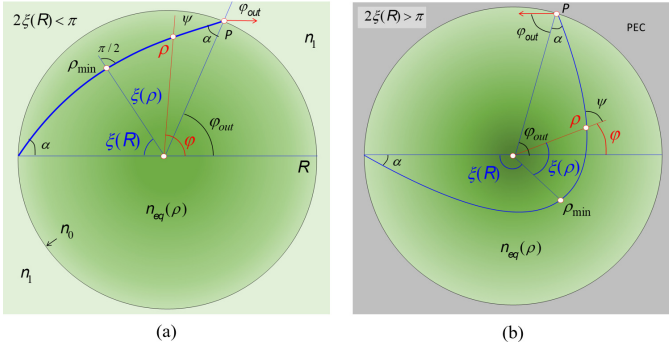 2ξ(R) < π
φout
ψ
P
α
n1
π/2
ρ
ρmin
ξ(ρ)
φout
φ
α
ξ(R)
R
n0
neq(ρ)
n1
(a)
2ξ(R) > π
P
φout
α
PEC
ψ
ρ
φout
φ
α
ξ(R)
ξ(ρ)
ρmin
neq(ρ)
(b)